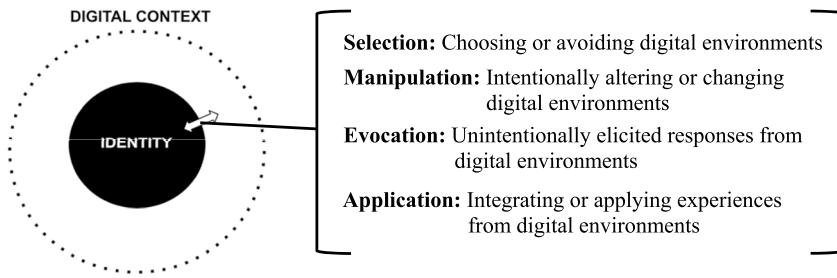 DIGITAL CONTEXT
IDENTITY
Selection: Choosing or avoiding digital environments
Manipulation: Intentionally altering or changing
digital environments
Evocation: Unintentionally elicited responses from
digital environments
Application: Integrating or applying experiences
from digital environments